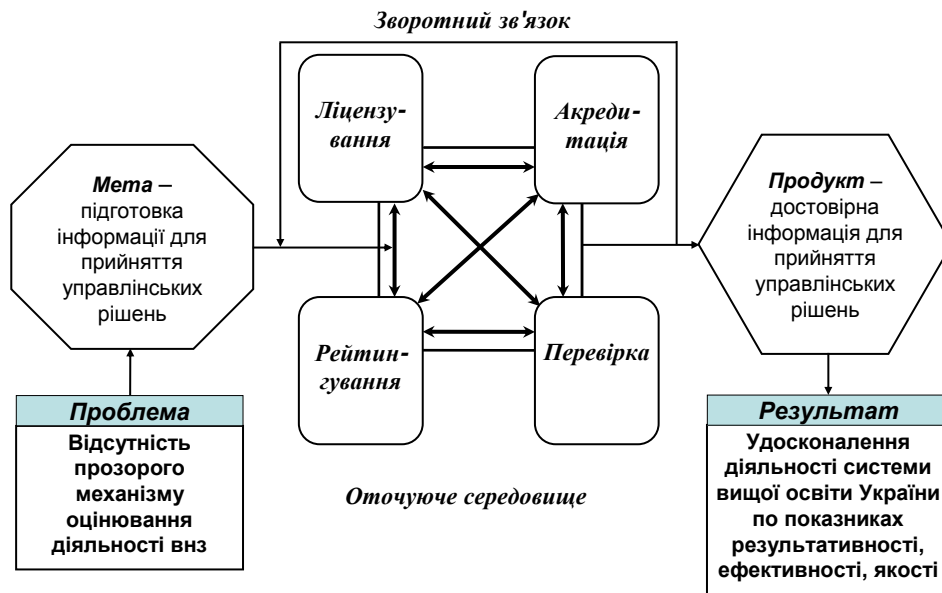 Зворотний зв'язок
Ліцензу-
вання
Акреди-
тація
Мета –
підготовка
інформації для
прийняття
управлінських
рішень
Продукт –
достовірна
інформація для
прийняття
управлінських
рішень
Рейтин-
гування
Перевірка
Проблема
Відсутність
прозорого
механізму
оцінювання
діяльності внз
Оточуюче середовище
Результат
Удосконалення
діяльності системи
вищої освіти України
по показниках
результативності,
ефективності, якості